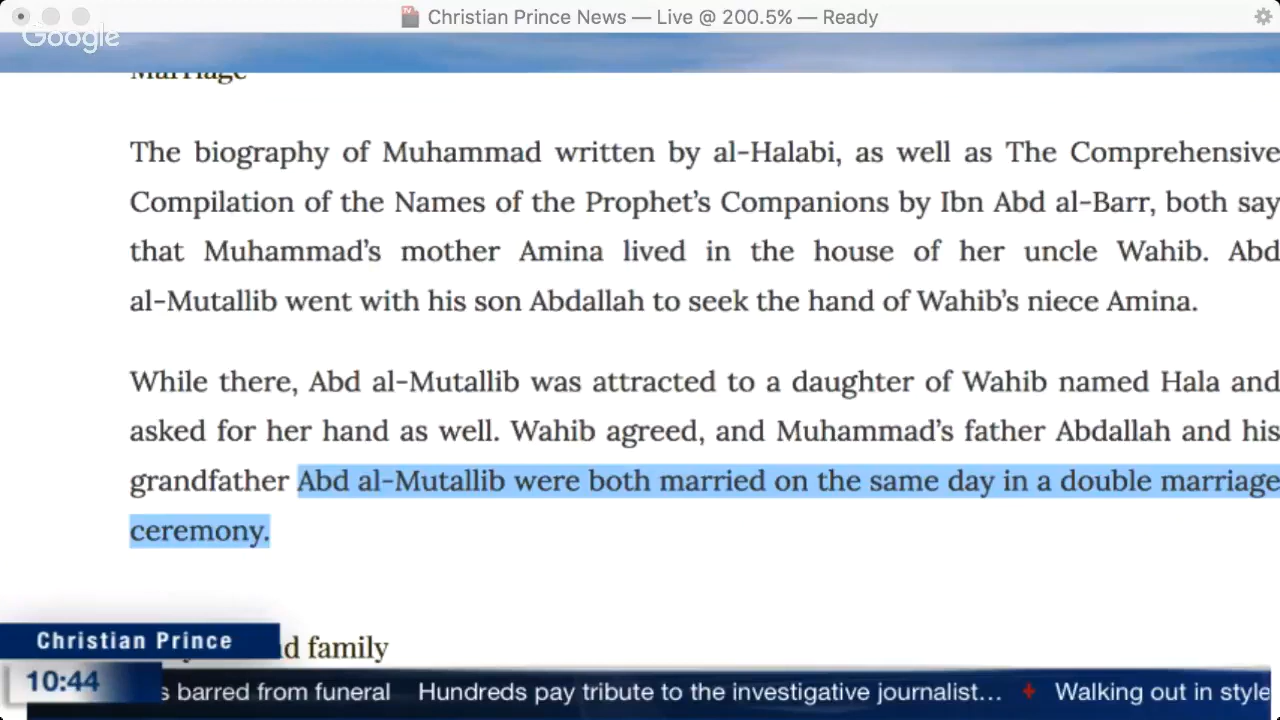 Christian Prince News — Live @ 200.5% — Ready
Google
Marriage
The biography of Muhammad written by al-Halabi, as well as The Comprehensive
Compilation of the Names of the Prophet’s Companions by Ibn Abd al-Barr, both say
that Muhammad’s mother Amina lived in the house of her uncle Wahib. Abd
al-Mutallib went with his son Abdallah to seek the hand of Wahib’s niece Amina.
While there, Abd al-Mutallib was attracted to a daughter of Wahib named Hala and
asked for her hand as well. Wahib agreed, and Muhammad’s father Abdallah and his
grandfather Abd al-Mutallib were both married on the same day in a double marriage
ceremony.
family
Christian Prince
10:44
s barred from funeral Hundreds pay tribute to the investigative journalist... Walking out in style